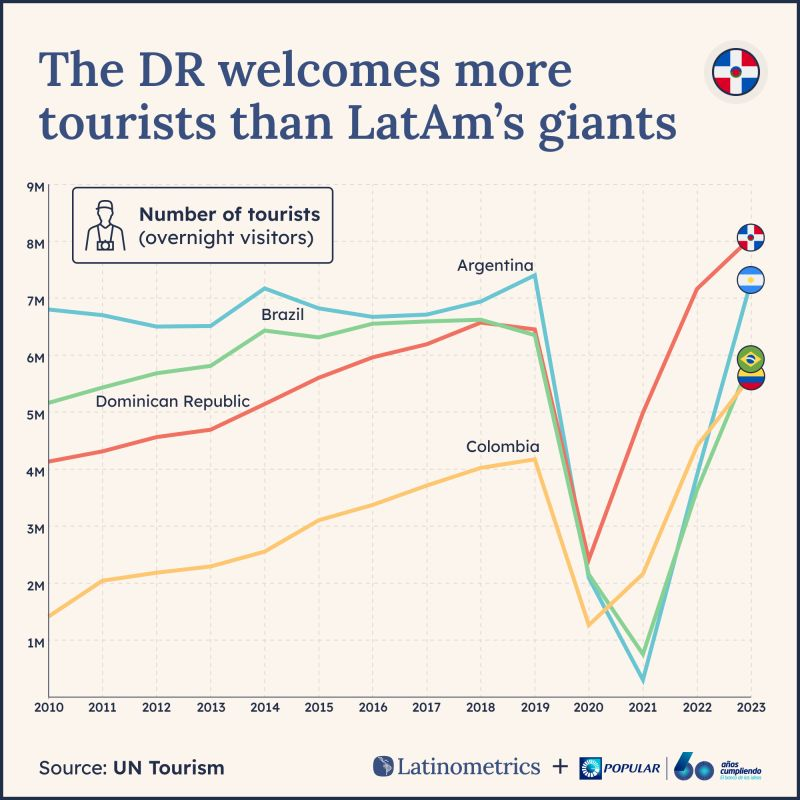 The DR welcomes more
tourists than LatAm's giants
9M
Number of tourists
(overnight visitors)
8M
Argentina
7M
Brazil
6M
Dominican Republic
5M
Colombia
4M
3M
2M
1M
2010 2011 2012 2013 2014 2015 2016 2017 2018 2019 2020 2021 2022 2023
Source: UN Tourism
Latinometrics + POPULAR 60 años
cumpliendo